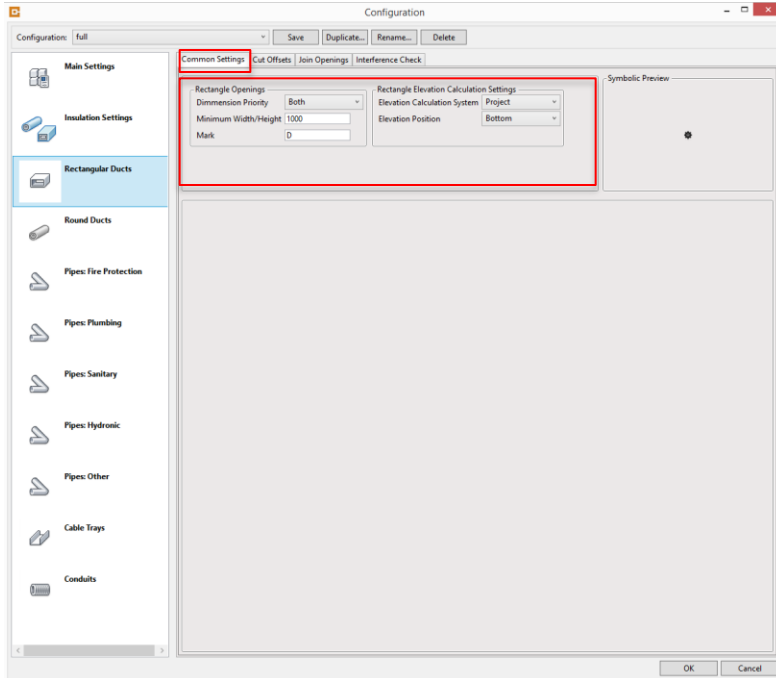 Configuration
Configuration: full Save Duplicate... Rename... Delete
Main Settings
Insulation Settings
Rectangular Ducts
Round Ducts
Pipes: Fire Protection
Pipes: Plumbing
Pipes: Sanitary
Pipes: Hydronic
Pipes: Other
Cable Trays
Conduits
Common Settings Cut Offsets Join Openings Interference Check
Rectangle Openings
Dimmension Priority Both
Minimum Width/Height 1000
Mark D
Rectangle Elevation Calculation Settings
Elevation Calculation System Project
Elevation Position Bottom
Symbolic Preview
OK Cancel